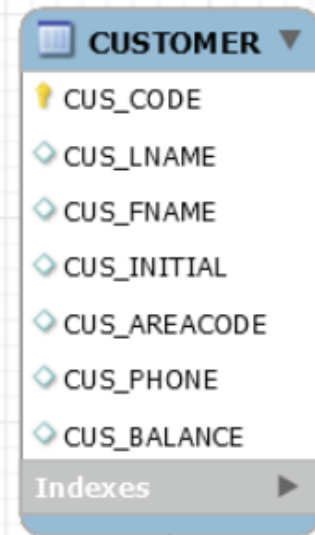 CUSTOMER
CUS_CODE
CUS_LNAME
CUS_FNAME
CUS_INITIAL
CUS_AREACODE
CUS_PHONE
CUS_BALANCE
Indexes